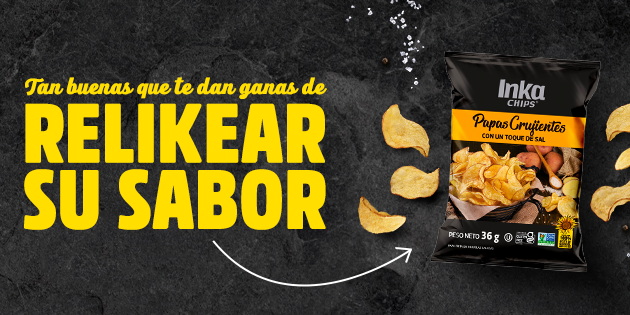 Tan buenas que te dan ganas de
RELIKEAR
SU SABOR
Inka
CHIPS®
Papas Crujientes
CON UN TOQUE DE SAL
PESO NETO 36 g